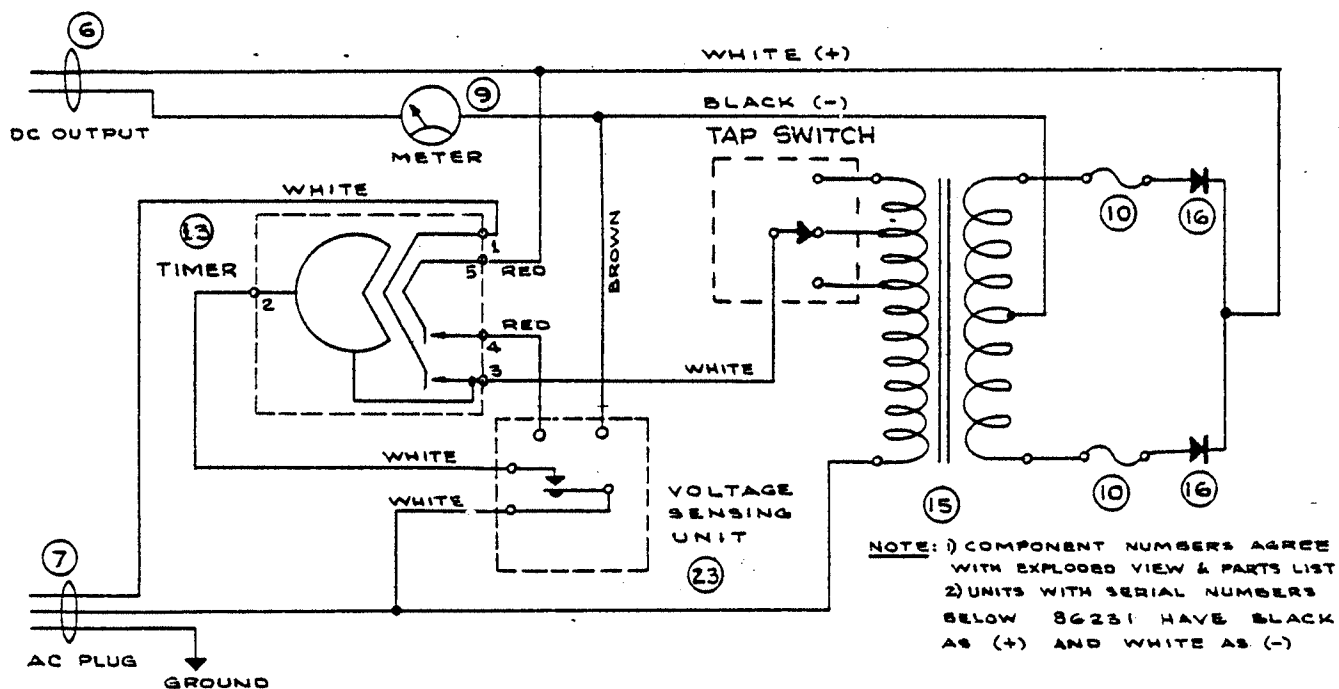 6
WHITE (+)
DC OUTPUT
9
BLACK (-)
METER
TAP SWITCH
WHITE
13
TIMER
1
5
RED
2
BROWN
RED
4
3
WHITE
10
16
WHITE
WHITE
VOLTAGE
SENSING
UNIT
23
15
10
16
7
AC PLUG
GROUND
NOTE: 1) COMPONENT NUMBERS AGREE
WITH EXPLODED VIEW & PARTS LIST
2) UNITS WITH SERIAL NUMBERS
BELOW 86231 HAVE BLACK
AS (+) AND WHITE AS (-)